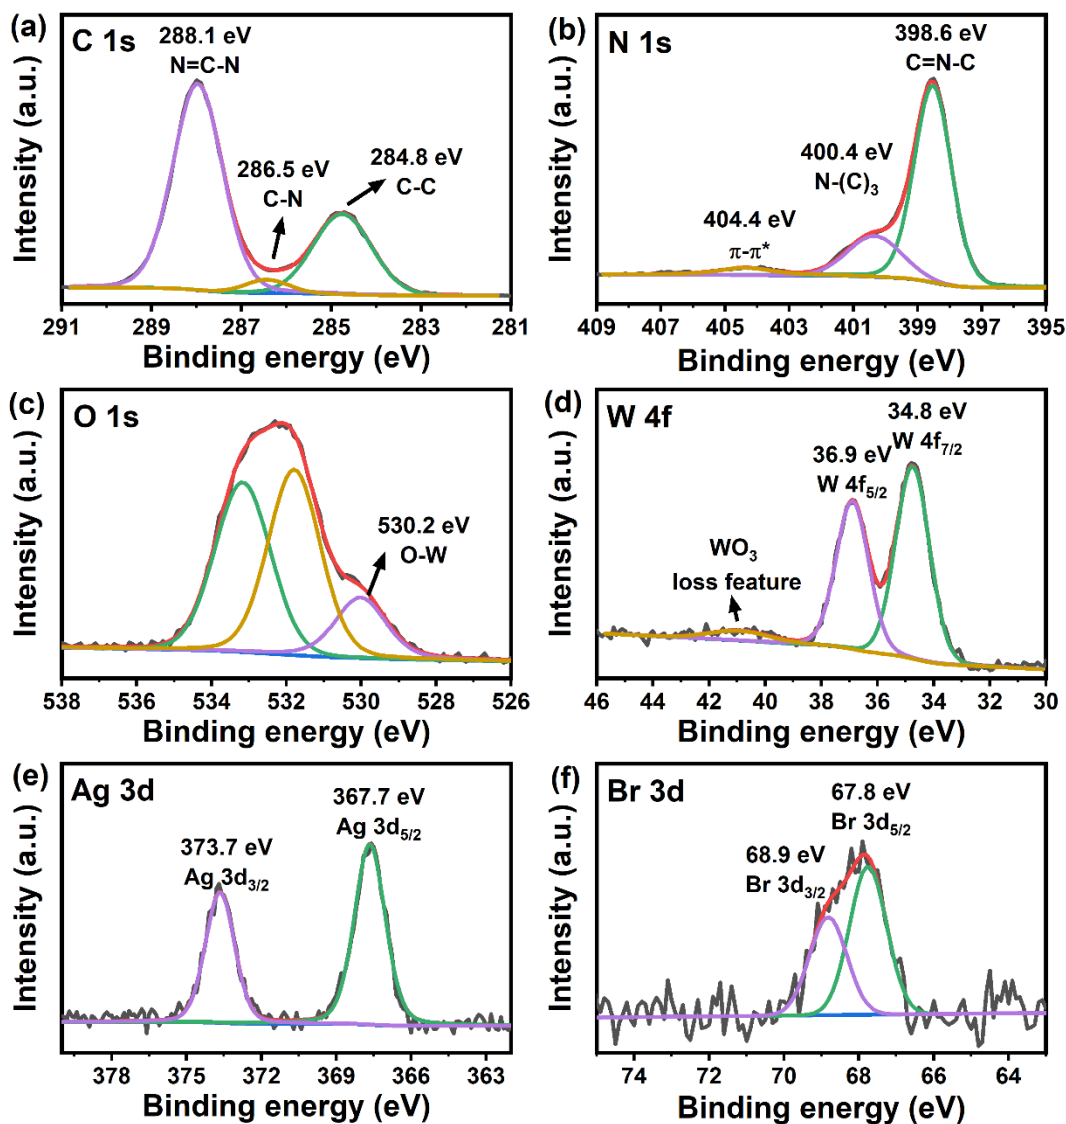 (a)
C 1s
288.1 eV
N=C-N
286.5 eV
C-N
284.8 eV
C-C
Intensity (a.u.)
291 289 287 285 283 281
Binding energy (eV)
(b)
N 1s
398.6 eV
C=N-C
400.4 eV
N-(C)₃
404.4 eV
π-π*
Intensity (a.u.)
409 407 405 403 401 399 397 395
Binding energy (eV)
(c)
O 1s
530.2 eV
O-W
Intensity (a.u.)
538 536 534 532 530 528 526
Binding energy (eV)
(d)
W 4f
34.8 eV
W 4f₇/₂
36.9 eV
W 4f₅/₂
WO₃
loss feature
Intensity (a.u.)
46 44 42 40 38 36 34 32 30
Binding energy (eV)
(e)
Ag 3d
367.7 eV
Ag 3d₅/₂
373.7 eV
Ag 3d₃/₂
Intensity (a.u.)
378 375 372 369 366 363
Binding energy (eV)
(f)
Br 3d
67.8 eV
Br 3d₅/₂
68.9 eV
Br 3d₃/₂
Intensity (a.u.)
74 72 70 68 66 64
Binding energy (eV)